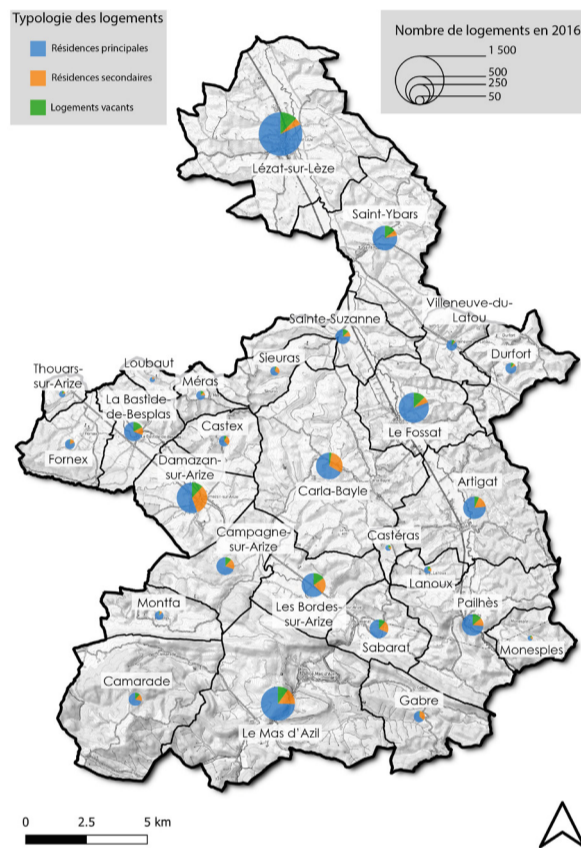 Typologie des logements
Résidences principales
Résidences secondaires
Logements vacants
Nombre de logements en 2016
1 500
500
250
50
Lézat-sur-Lèze
Saint-Ybars
Villeneuve-du-
Latou
Sainte-Suzanne
Durfort
Sieuras
Loubaut
Thouars-
sur-Arize
Méras
La Bastide-
de-Besplas
Le Fossat
Castex
Fornex
Damazan-
sur-Arize
Carla-Bayle
Artigat
Campagne-
sur-Arize
Castéras
Lanoux
Les Bordes-
sur-Arize
Montfa
Pailhès
Sabarat
Monesples
Camarade
Gabre
Le Mas d'Azil
0 2.5 5 km